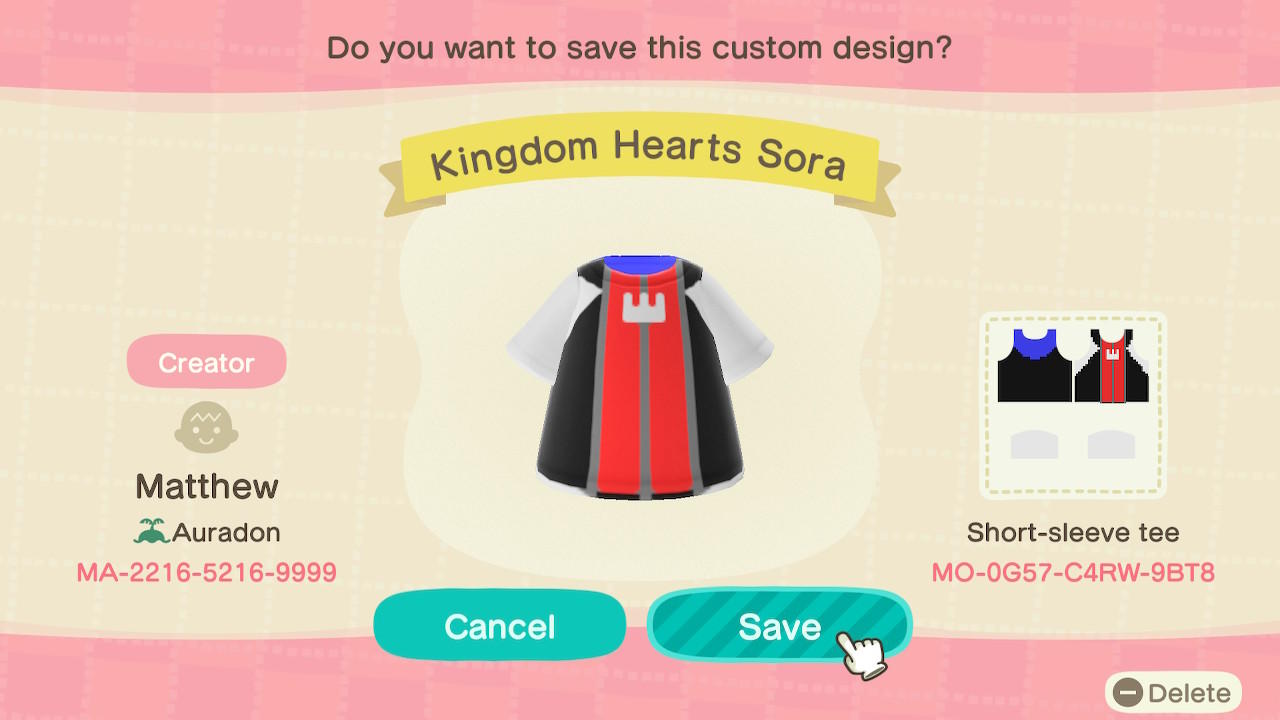 Do you want to save this custom design?
Kingdom Hearts Sora
Creator
Matthew
Auradon
MA-2216-5216-9999
Short-sleeve tee
MO-0G57-C4RW-9BT8
Cancel
Save
Delete